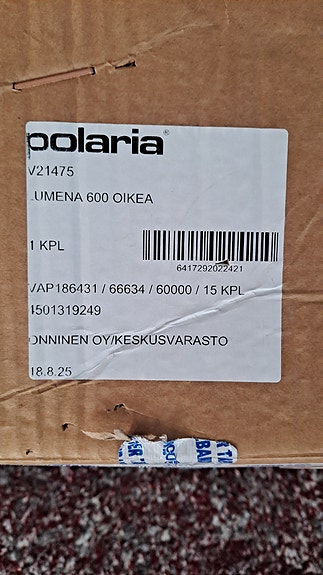 polaria®
V21475
LUMENA 600 OIKEA
1 KPL
6417292022421
VAP186431 / 66634 / 60000 / 15 KPL
4501319249
ONNINEN OY/KESKUSVARASTO
18.8.25